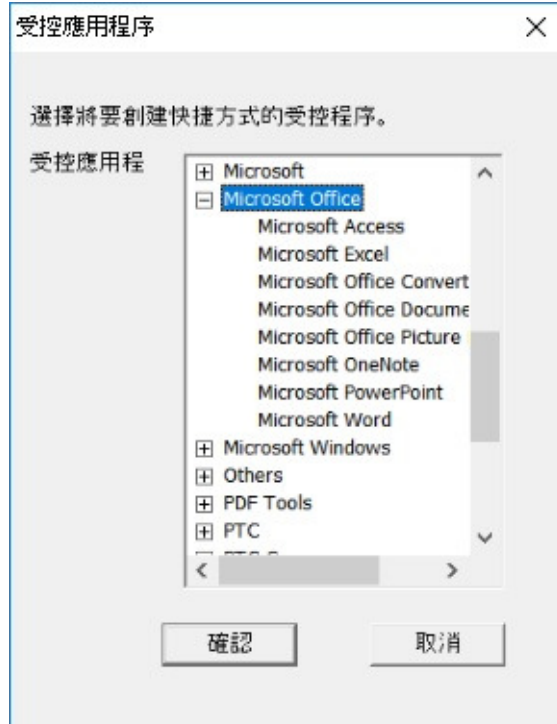 受控應用程序
選擇將要創建快捷方式的受控程序。
受控應用程
Microsoft
Microsoft Office
Microsoft Access
Microsoft Excel
Microsoft Office Convert
Microsoft Office Docume
Microsoft Office Picture
Microsoft OneNote
Microsoft PowerPoint
Microsoft Word
Microsoft Windows
Others
PDF Tools
PTC
確認 取消